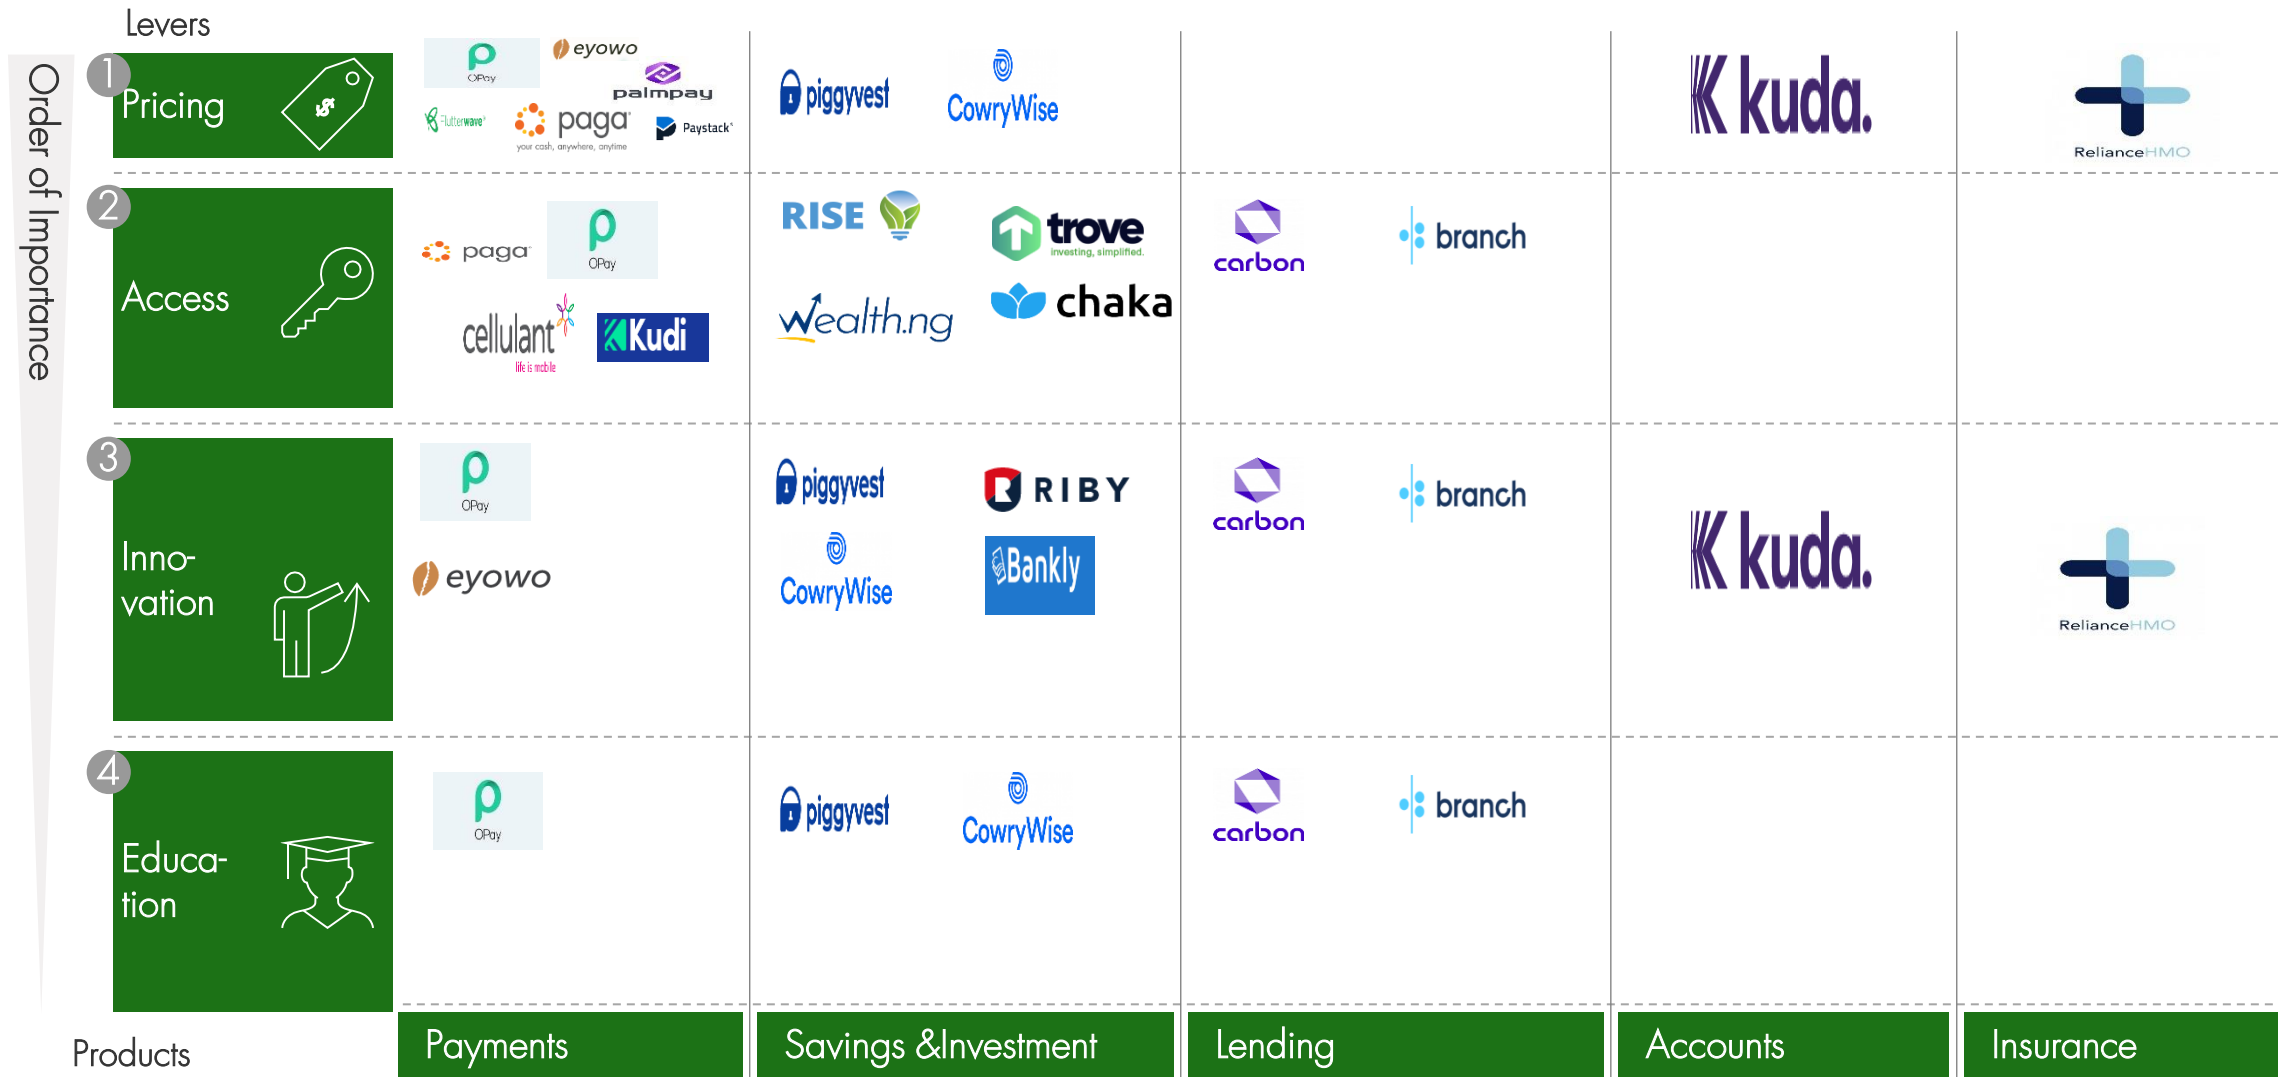 Levers
Order of Importance
1
Pricing
$
OPay
eyowo
palmpay
Flutterwave
paga
your cash, anywhere, anytime
Paystack
piggyvest
CowryWise
kuda.
RelianceHMO
2
Access
paga
OPay
cellulant
life is mobile
Kudi
RISE
trove
investing, simplified.
Wealth.ng
chaka
carbon
branch
3
Inno-
vation
OPay
eyowo
piggyvest
RIBY
CowryWise
Bankly
carbon
branch
kuda.
RelianceHMO
4
Educa-
tion
OPay
piggyvest
CowryWise
carbon
branch
Products
Payments
Savings &Investment
Lending
Accounts
Insurance